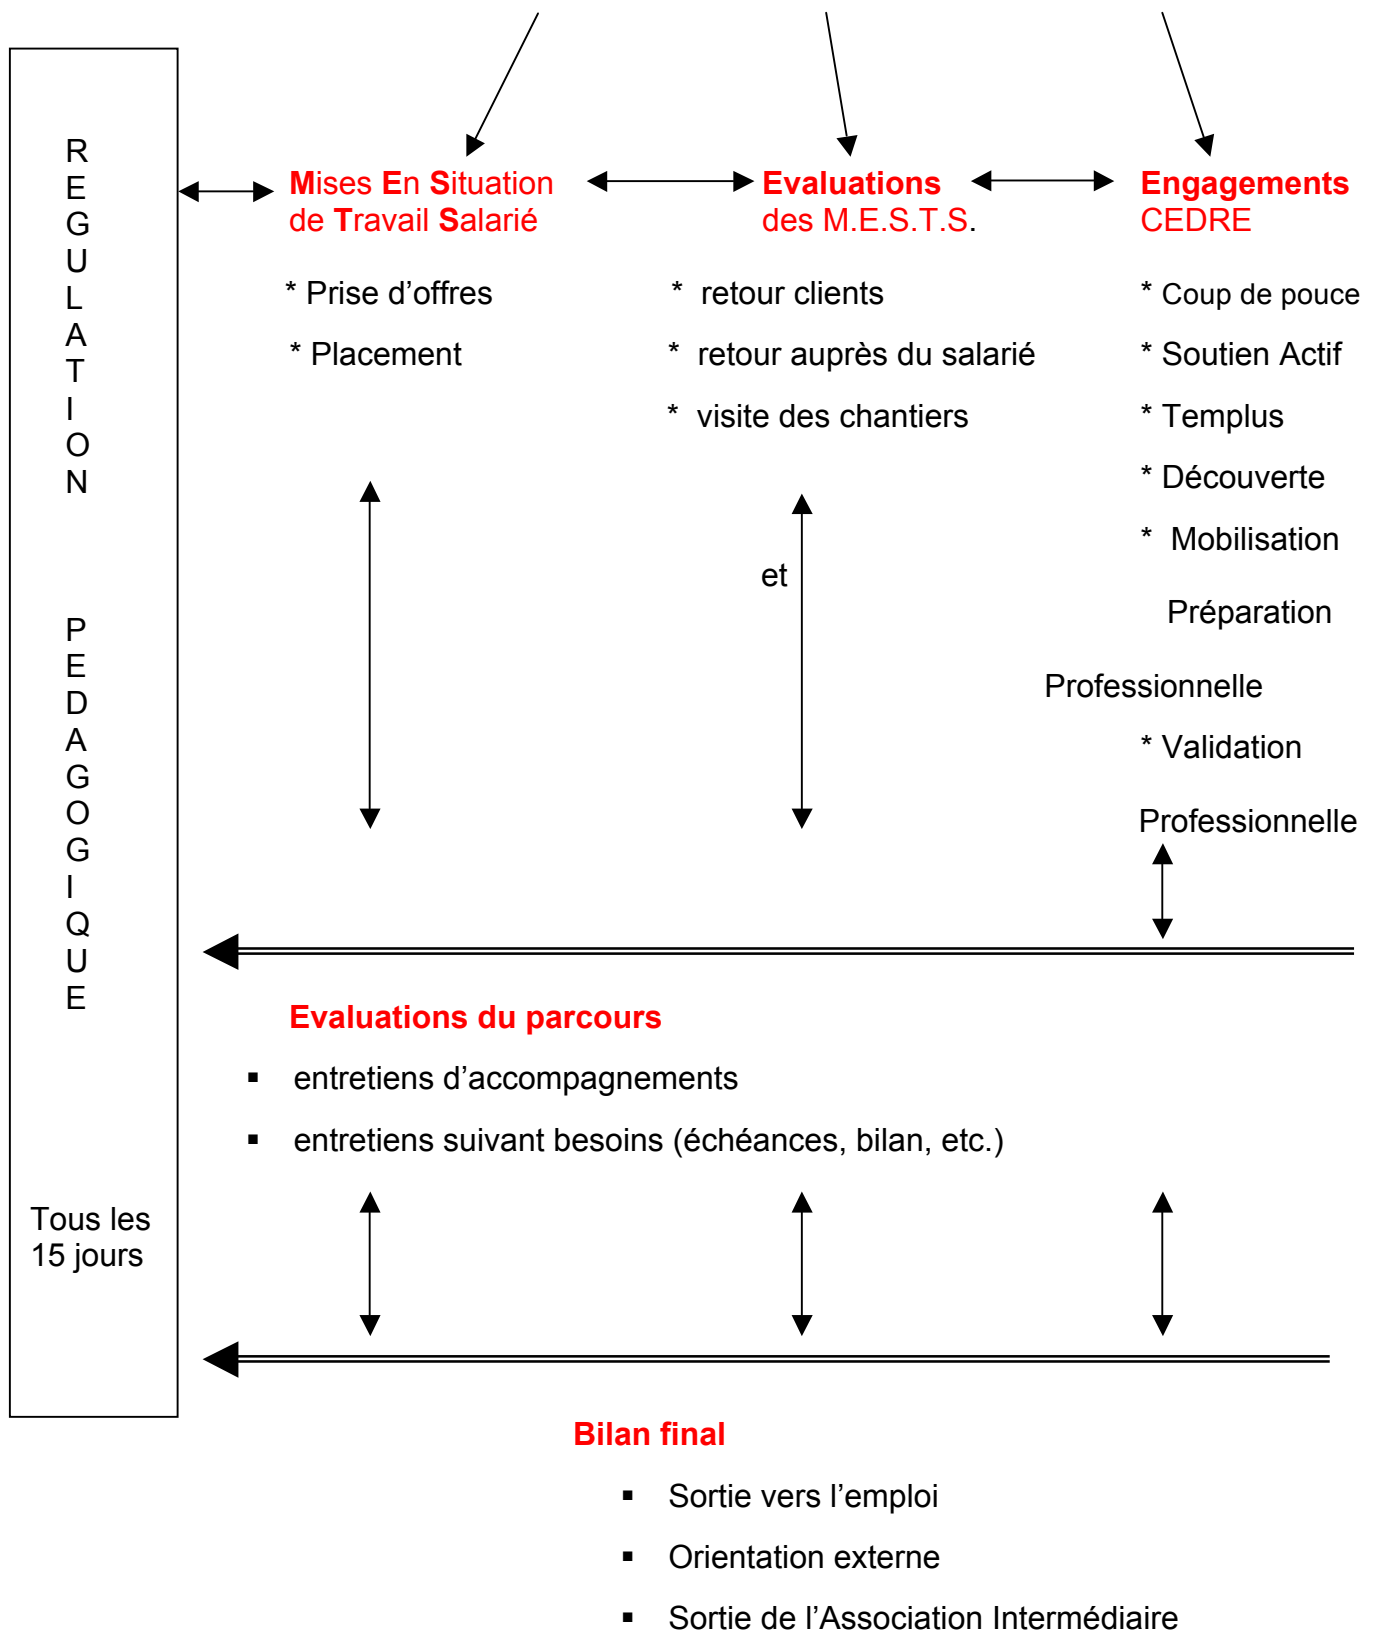 REGULATION
PEDAGOGIQUE
Tous les
15 jours
Mises En Situation
de Travail Salarié
* Prise d’offres
* Placement
Evaluations
des M.E.S.T.S.
* retour clients
* retour auprès du salarié
* visite des chantiers
et
Engagements
CEDRE
* Coup de pouce
* Soutien Actif
* Templus
* Découverte
* Mobilisation
Préparation
Professionnelle
* Validation
Professionnelle
Evaluations du parcours
▪ entretiens d’accompagnements
▪ entretiens suivant besoins (échéances, bilan, etc.)
Bilan final
▪ Sortie vers l’emploi
▪ Orientation externe
▪ Sortie de l’Association Intermédiaire